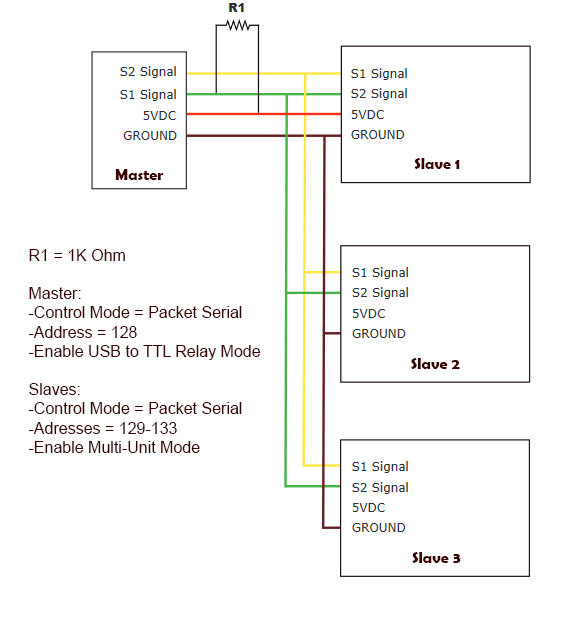 R1
S2 Signal
S1 Signal
5VDC
GROUND
Master
S1 Signal
S2 Signal
5VDC
GROUND
Slave 1
R1 = 1K Ohm
Master:
-Control Mode = Packet Serial
-Address = 128
-Enable USB to TTL Relay Mode
Slaves:
-Control Mode = Packet Serial
-Adresses = 129-133
-Enable Multi-Unit Mode
S1 Signal
S2 Signal
5VDC
GROUND
Slave 2
S1 Signal
S2 Signal
5VDC
GROUND
Slave 3